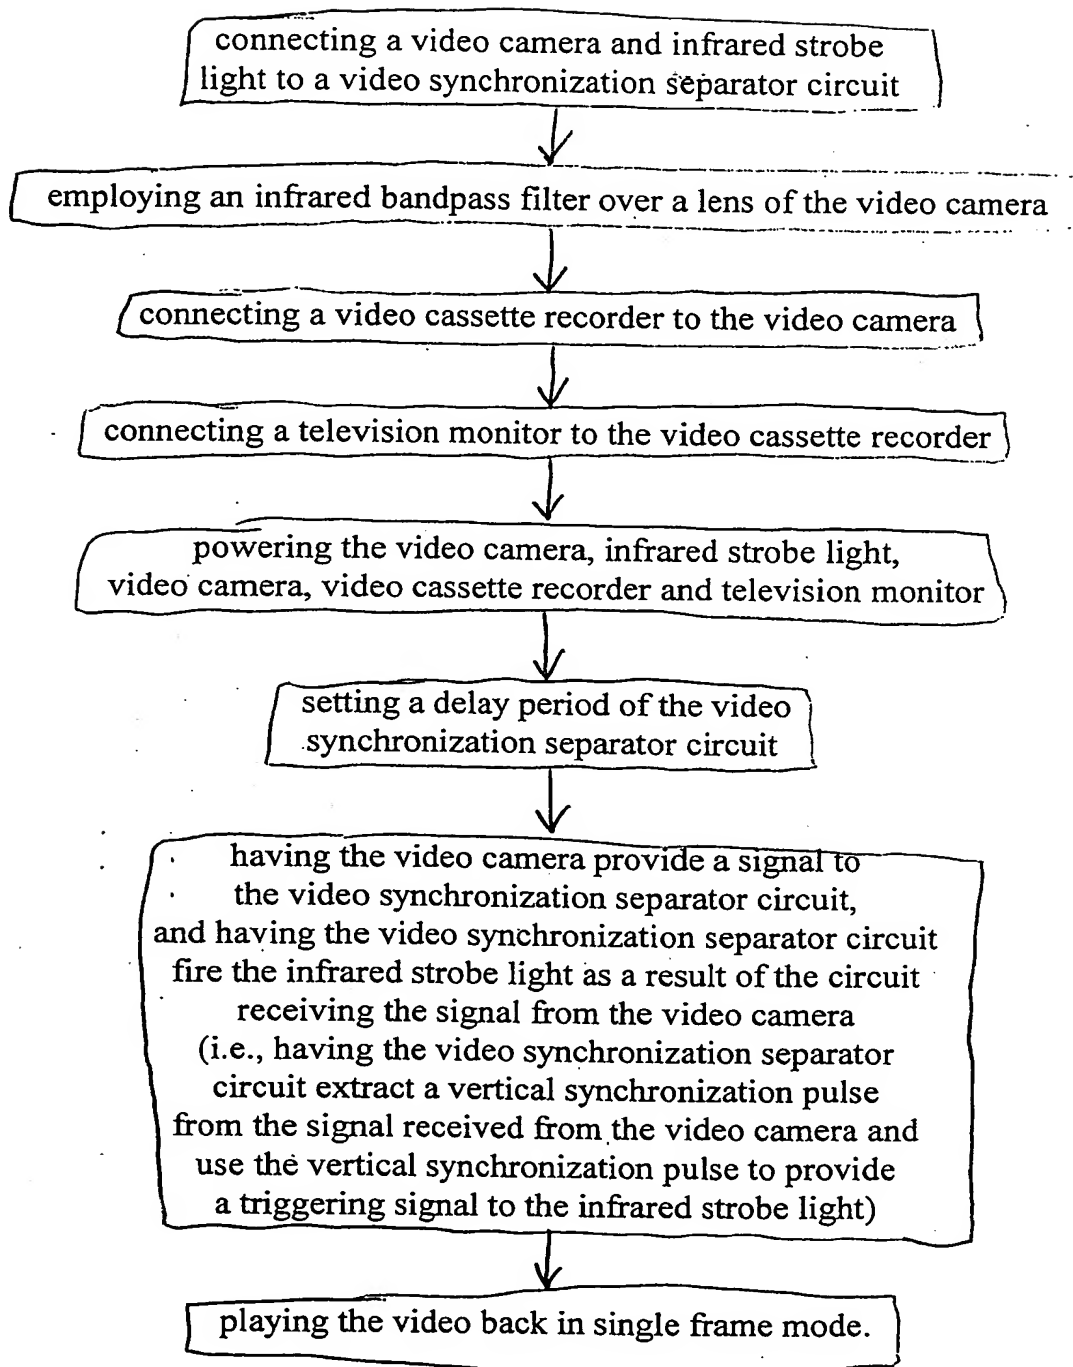 connecting a video camera and infrared strobe
light to a video synchronization separator circuit
employing an infrared bandpass filter over a lens of the video camera
connecting a video cassette recorder to the video camera
connecting a television monitor to the video cassette recorder
powering the video camera, infrared strobe light,
video camera, video cassette recorder and television monitor
setting a delay period of the video
synchronization separator circuit
having the video camera provide a signal to
the video synchronization separator circuit,
and having the video synchronization separator circuit
fire the infrared strobe light as a result of the circuit
receiving the signal from the video camera
(i.e., having the video synchronization separator
circuit extract a vertical synchronization pulse
from the signal received from the video camera and
use the vertical synchronization pulse to provide
a triggering signal to the infrared strobe light)
playing the video back in single frame mode.